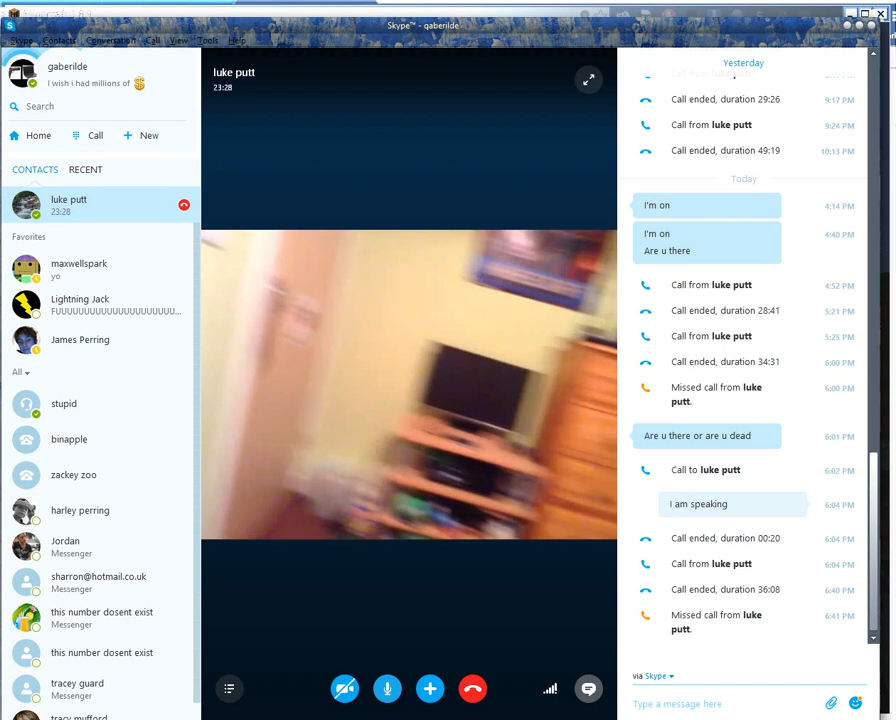 Skype™ - gaberilde
Skype Contacts Conversation Call View Tools Help
gaberilde
I wish i had millions of
Search
Home Call New
CONTACTS RECENT
luke putt
23:28
Favorites
maxwellspark
yo
Lightning Jack
FUUUUUUUUUUUUUUUUUUUU...
James Perring
All
stupid
binapple
zackey zoo
harley perring
Jordan
Messenger
sharron@hotmail.co.uk
Messenger
this number dosent exist
Messenger
this number dosent exist
tracey guard
Messenger
tracy mufford
luke putt
23:28
Yesterday
Call ended, duration 29:26 9:17 PM
Call from luke putt 9:24 PM
Call ended, duration 49:19 10:13 PM
Today
I'm on 4:14 PM
I'm on 4:40 PM
Are u there
Call from luke putt 4:52 PM
Call ended, duration 28:41 5:21 PM
Call from luke putt 5:25 PM
Call ended, duration 34:31 6:00 PM
Missed call from luke 6:00 PM
putt.
Are u there or are u dead 6:01 PM
Call to luke putt 6:02 PM
I am speaking 6:04 PM
Call ended, duration 00:20 6:04 PM
Call from luke putt 6:04 PM
Call ended, duration 36:08 6:40 PM
Missed call from luke 6:41 PM
putt.
via Skype
Type a message here